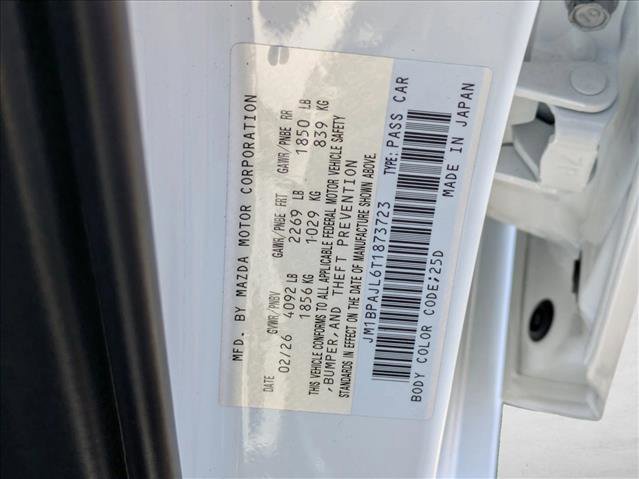 MFD. BY MAZDA MOTOR CORPORATION
DATE GVWR/PNBV GAWR/PNBE FRT GAWR/PNBE RR
02/26 4092 LB 2269 LB 1850 LB
1856 KG 1029 KG 839 KG
THIS VEHICLE CONFORMS TO ALL APPLICABLE FEDERAL MOTOR VEHICLE SAFETY
, BUMPER, AND THEFT PREVENTION
STANDARDS IN EFFECT ON THE DATE OF MANUFACTURE SHOWN ABOVE.
JM1BPAJL6T1873723 TYPE: PASS CAR
BODY COLOR CODE;25D MADE IN JAPAN